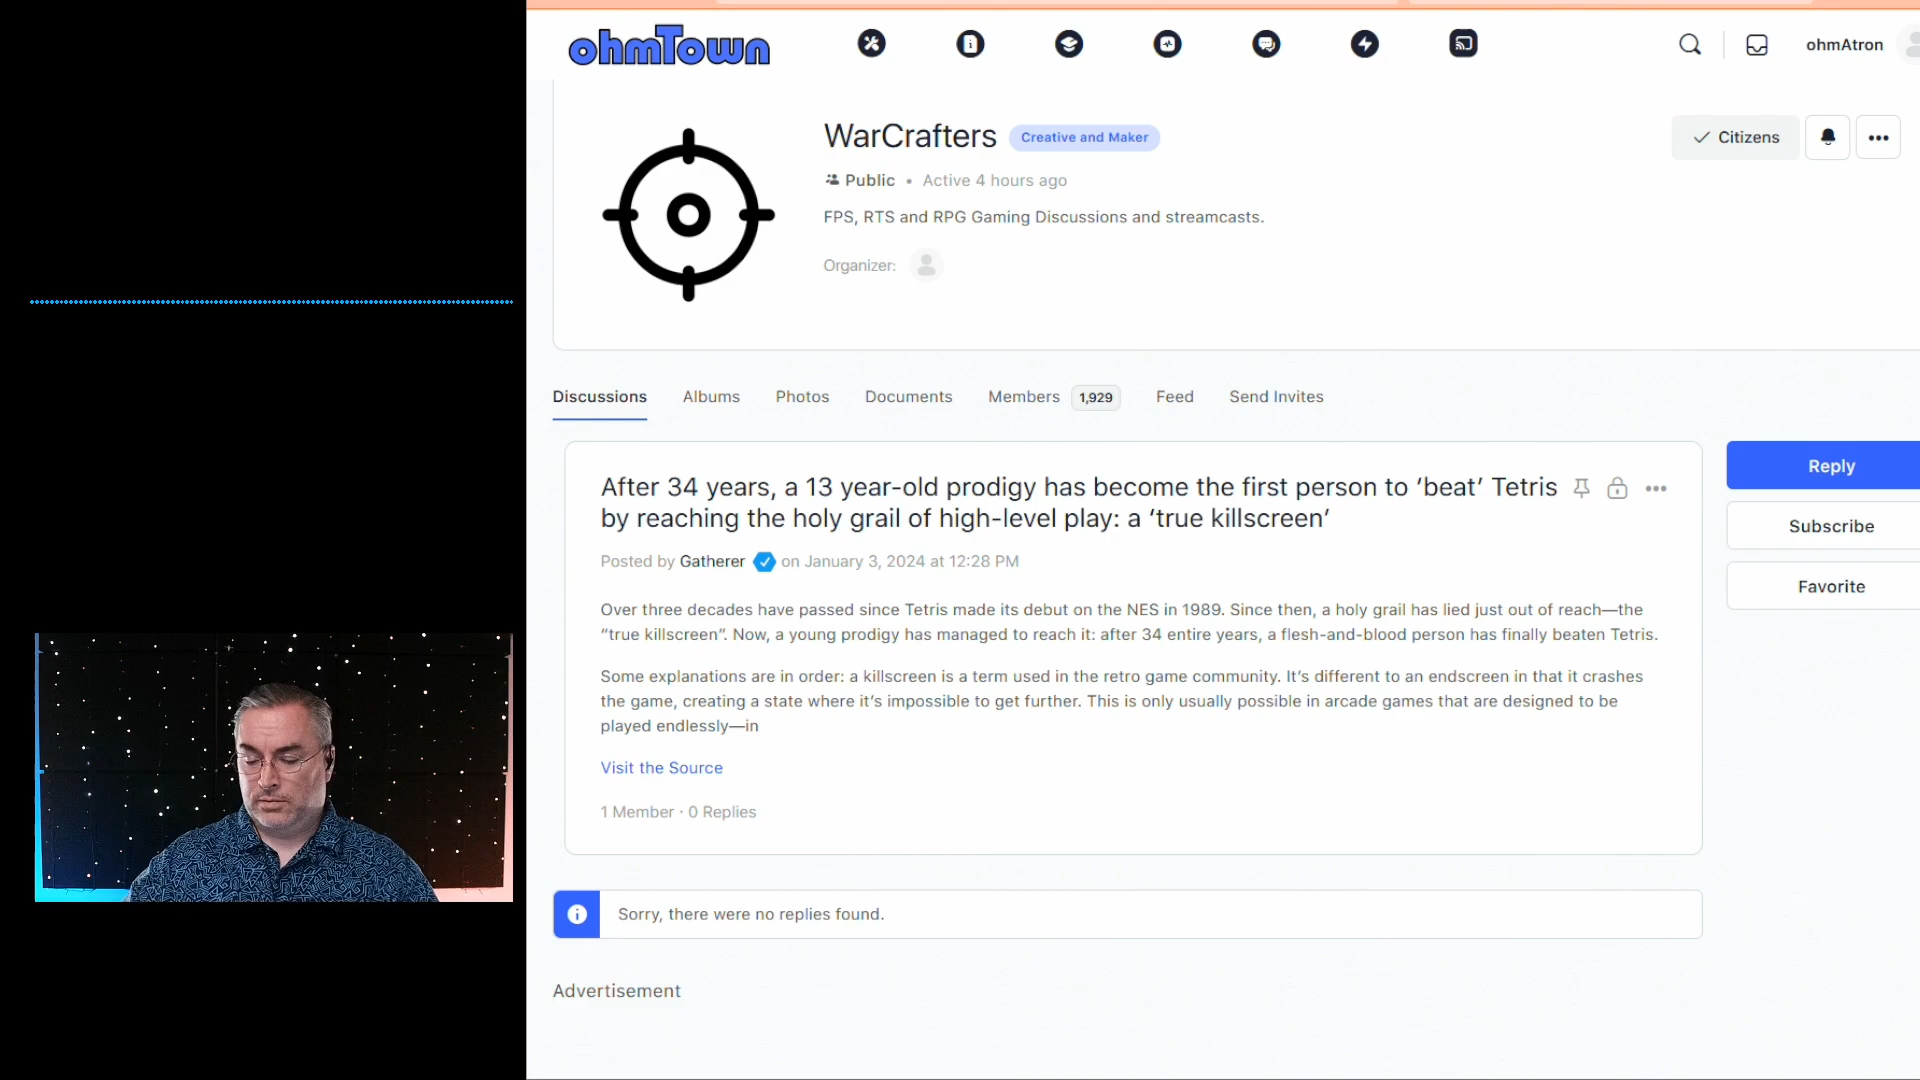 ohmTown
ohmAtron
WarCrafters
Creative and Maker
Citizens
Public • Active 4 hours ago
FPS, RTS and RPG Gaming Discussions and streamcasts.
Organizer:
Discussions Albums Photos Documents Members 1,929 Feed Send Invites
After 34 years, a 13 year-old prodigy has become the first person to ‘beat’ Tetris
by reaching the holy grail of high-level play: a ‘true killscreen’
Posted by Gatherer on January 3, 2024 at 12:28 PM
Over three decades have passed since Tetris made its debut on the NES in 1989. Since then, a holy grail has lied just out of reach—the
“true killscreen”. Now, a young prodigy has managed to reach it: after 34 entire years, a flesh-and-blood person has finally beaten Tetris.
Some explanations are in order: a killscreen is a term used in the retro game community. It’s different to an endscreen in that it crashes
the game, creating a state where it’s impossible to get further. This is only usually possible in arcade games that are designed to be
played endlessly—in
Visit the Source
1 Member · 0 Replies
Reply
Subscribe
Favorite
Sorry, there were no replies found.
Advertisement